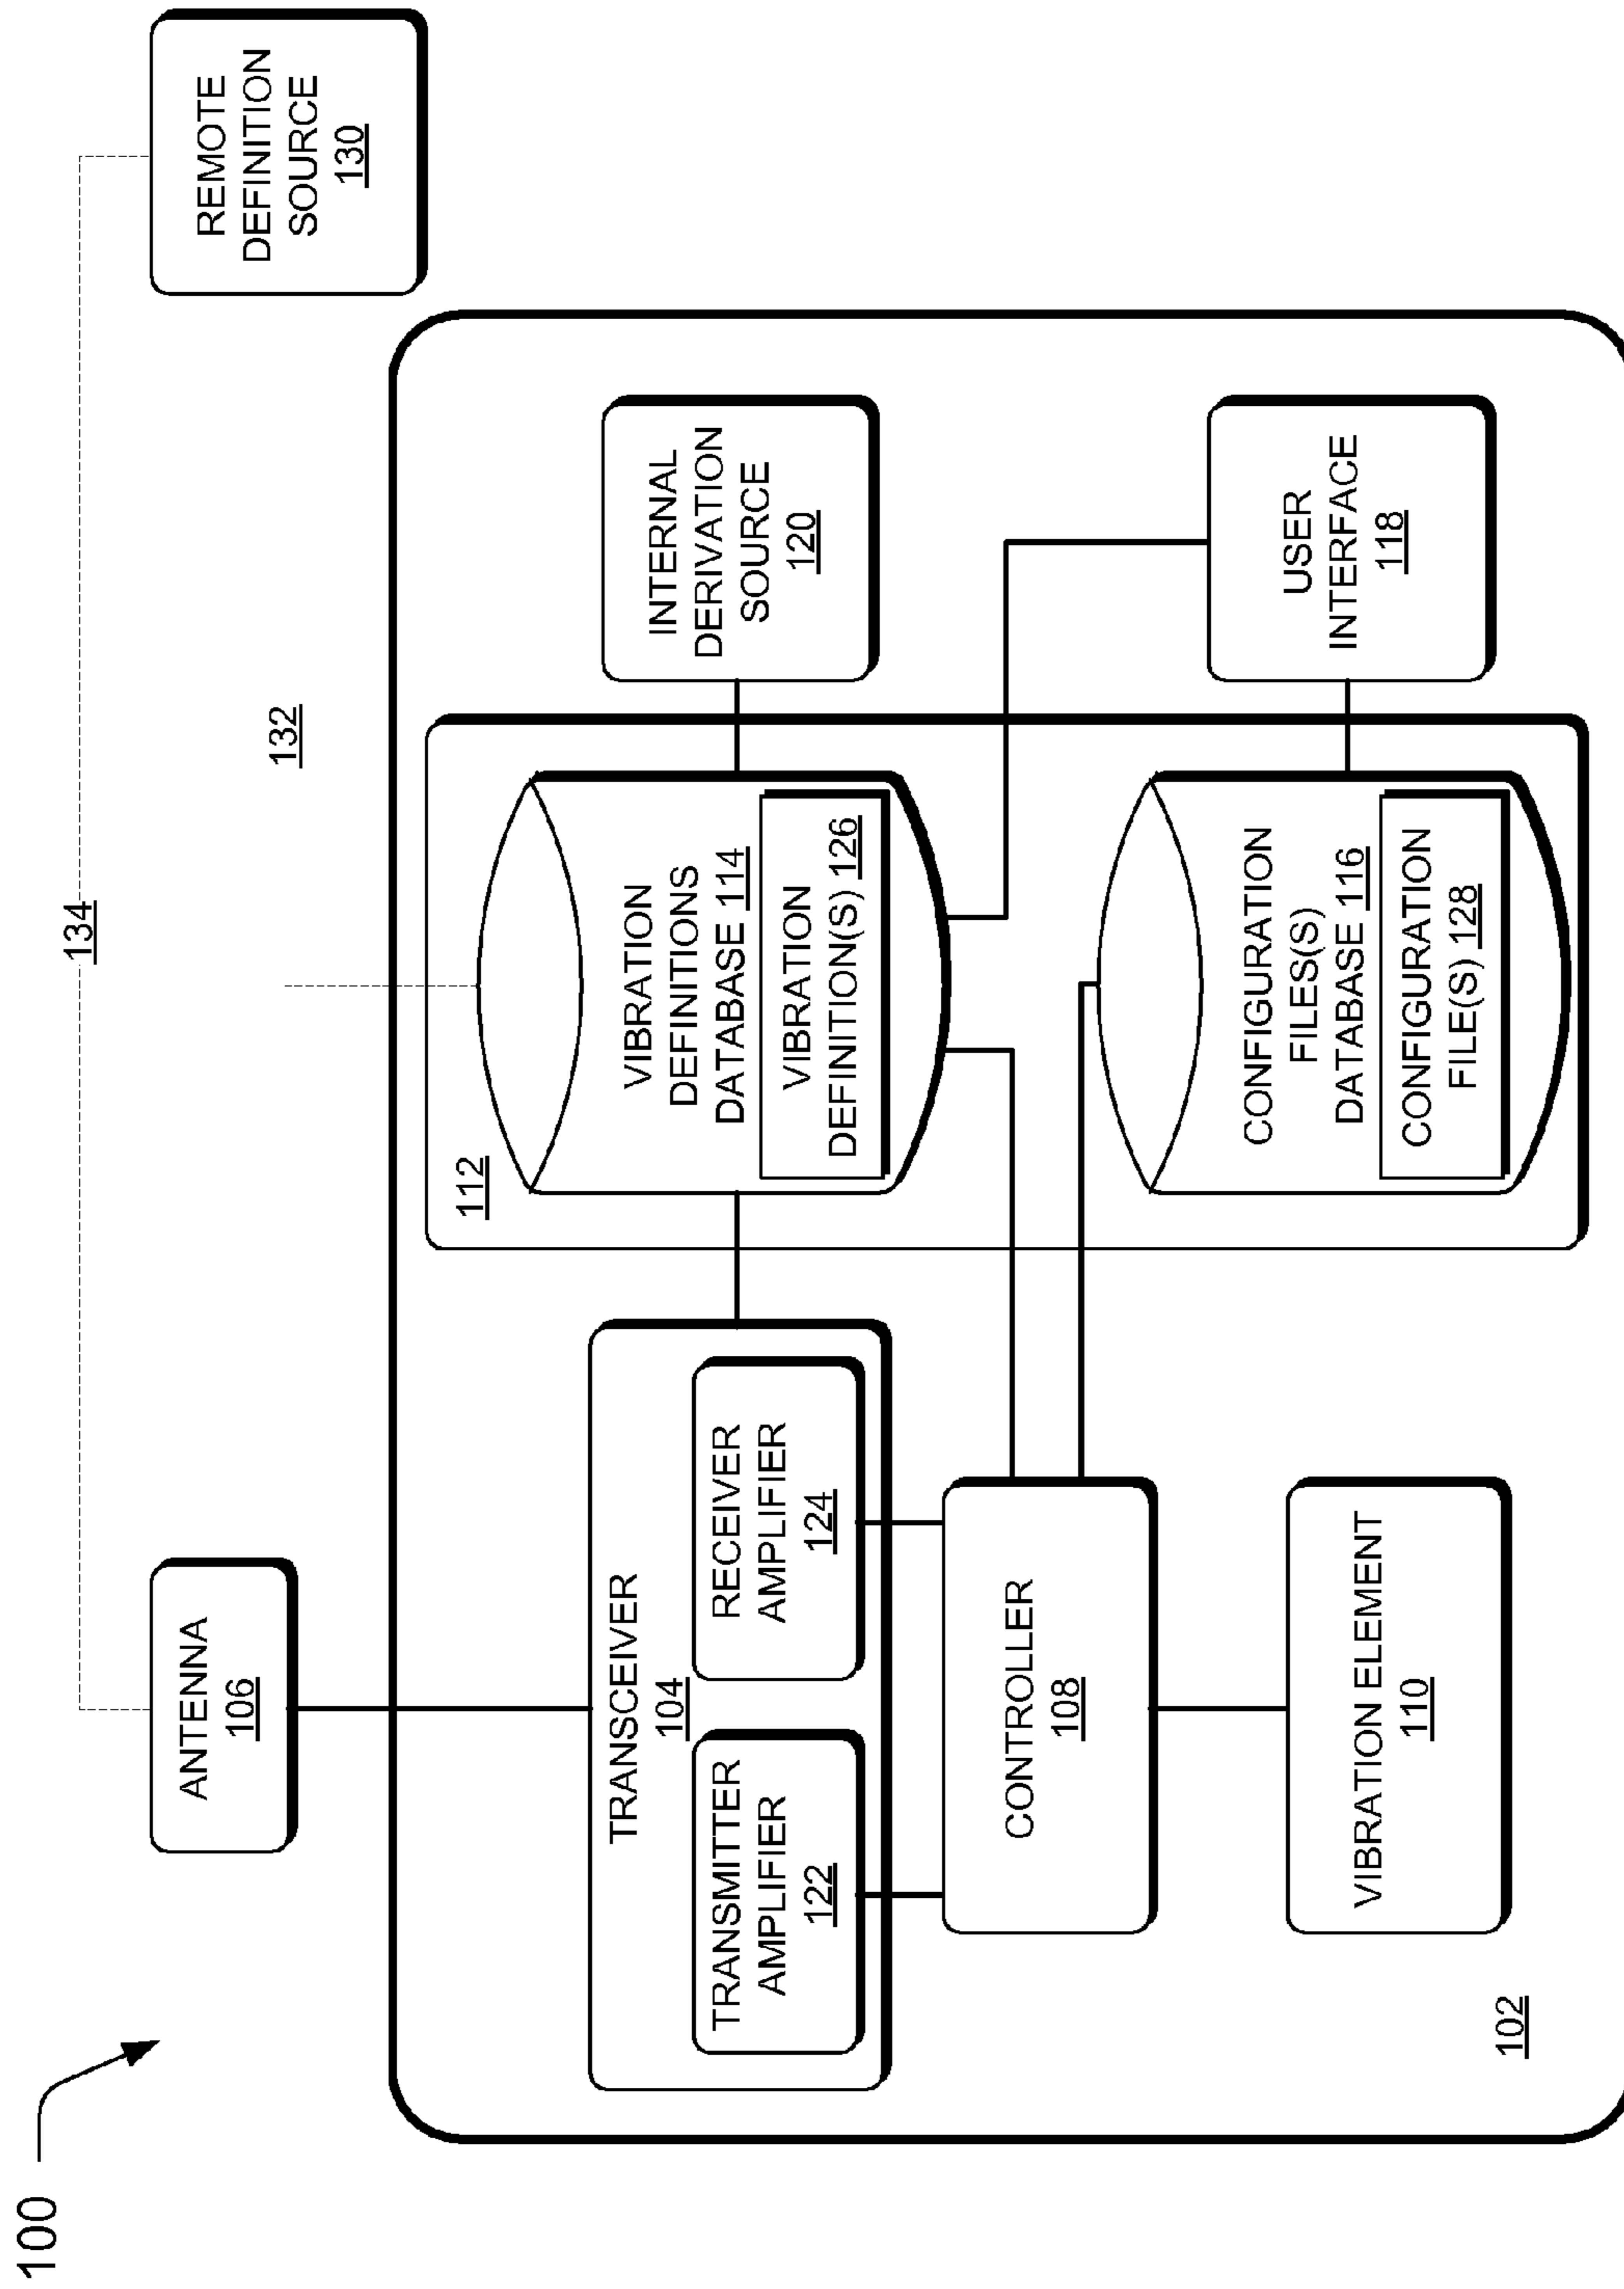 100
134
ANTENNA
106
REMOTE
DEFINITION
SOURCE
130
132
TRANSCEIVER
104
TRANSMITTER
AMPLIFIER
122
RECEIVER
AMPLIFIER
124
112
VIBRATION
DEFINITIONS
DATABASE 114
VIBRATION
DEFINITION(S) 126
INTERNAL
DERIVATION
SOURCE
120
CONTROLLER
108
CONFIGURATION
FILES(S)
DATABASE 116
CONFIGURATION
FILE(S) 128
USER
INTERFACE
118
VIBRATION ELEMENT
110
102